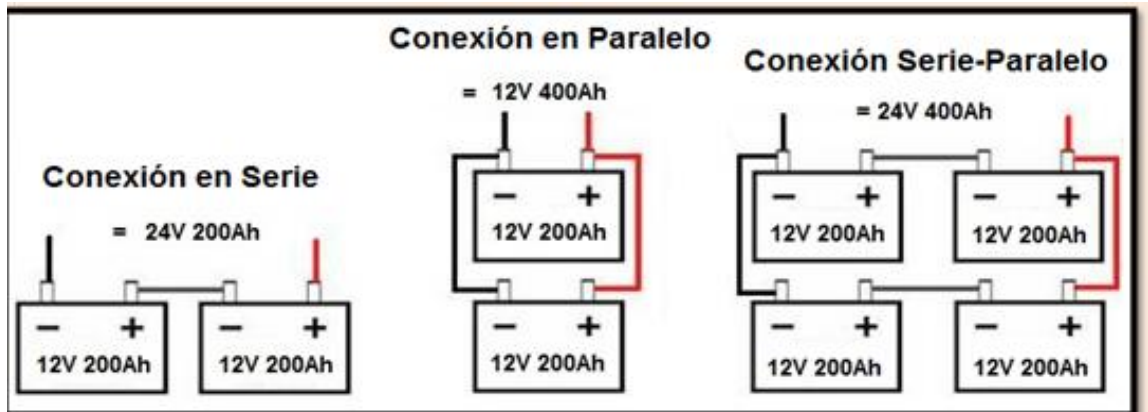 Conexión en Serie
= 24V 200Ah
− + − +
12V 200Ah 12V 200Ah
Conexión en Paralelo
= 12V 400Ah
− +
12V 200Ah
− +
12V 200Ah
Conexión Serie-Paralelo
= 24V 400Ah
− + − +
12V 200Ah 12V 200Ah
− + − +
12V 200Ah 12V 200Ah